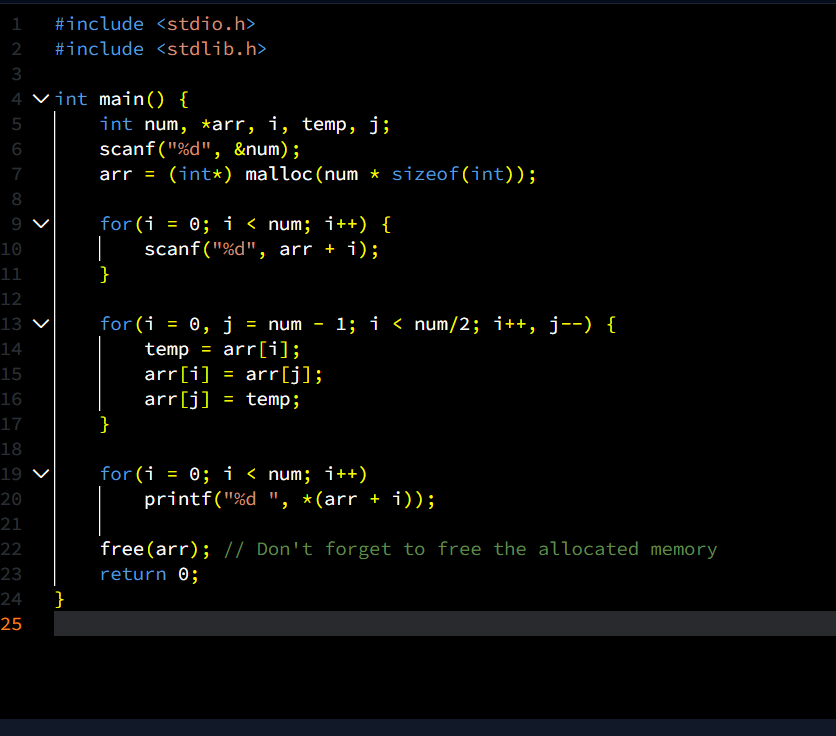 1 #include <stdio.h>
2 #include <stdlib.h>
3
4 int main() {
5     int num, *arr, i, temp, j;
6     scanf("%d", &num);
7     arr = (int*) malloc(num * sizeof(int));
8
9     for(i = 0; i < num; i++) {
10         scanf("%d", arr + i);
11     }
12
13     for(i = 0, j = num - 1; i < num/2; i++, j--) {
14         temp = arr[i];
15         arr[i] = arr[j];
16         arr[j] = temp;
17     }
18
19     for(i = 0; i < num; i++)
20         printf("%d ", *(arr + i));
21
22     free(arr); // Don't forget to free the allocated memory
23     return 0;
24 }
25